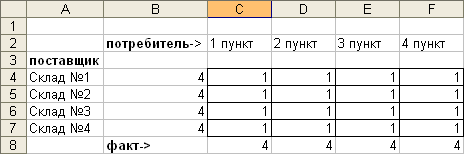 A B C D E F
1
2 потребитель-> 1 пункт 2 пункт 3 пункт 4 пункт
3 поставщик
4 Склад №1 4 1 1 1 1
5 Склад №2 4 1 1 1 1
6 Склад №3 4 1 1 1 1
7 Склад №4 4 1 1 1 1
8 факт-> 4 4 4 4